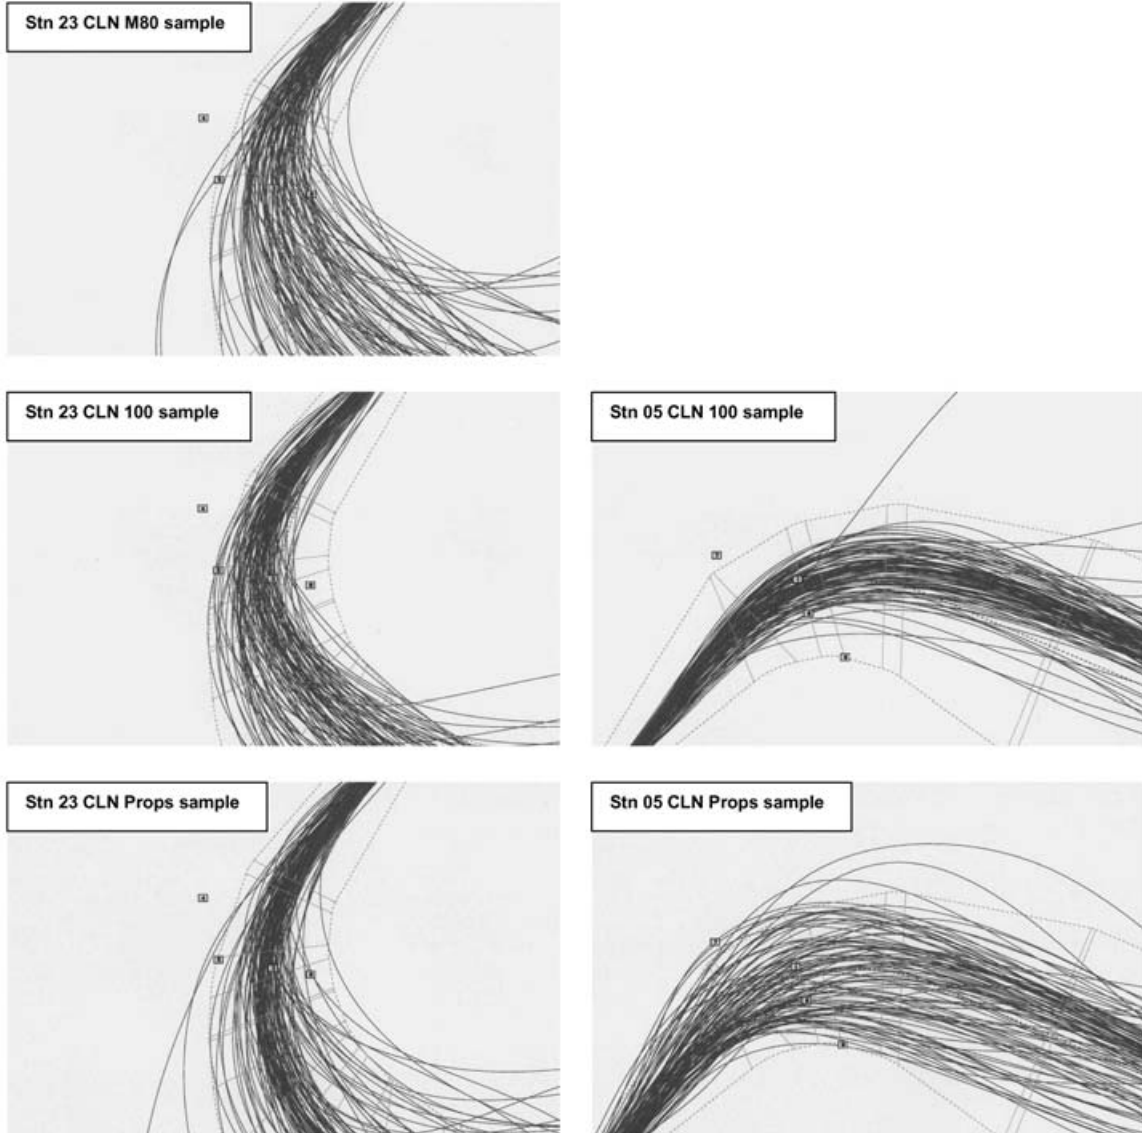 Stn 23 CLN M80 sample
Stn 23 CLN 100 sample
Stn 05 CLN 100 sample
Stn 23 CLN Props sample
Stn 05 CLN Props sample